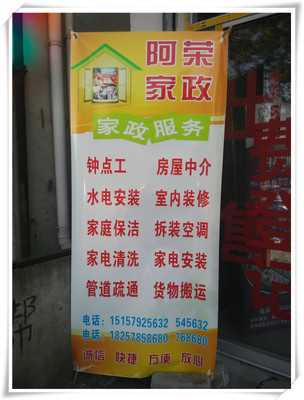 阿荣
家政
家政服务
钟点工 房屋中介
水电安装 室内装修
家庭保洁 拆装空调
家电清洗 家电安装
管道疏通 货物搬运
电话：15157925632 545632
电话：18257858680 768680
诚信 快捷 方便 放心
帮